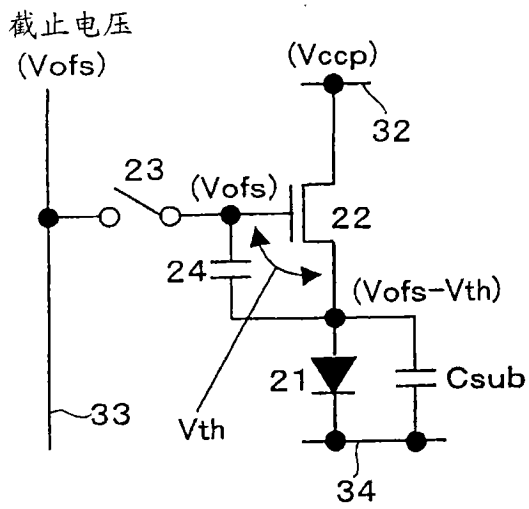 截止电压
(Vofs)
(Vccp)
32
23
(Vofs)
22
24
(Vofs-Vth)
21
Csub
33
Vth
34